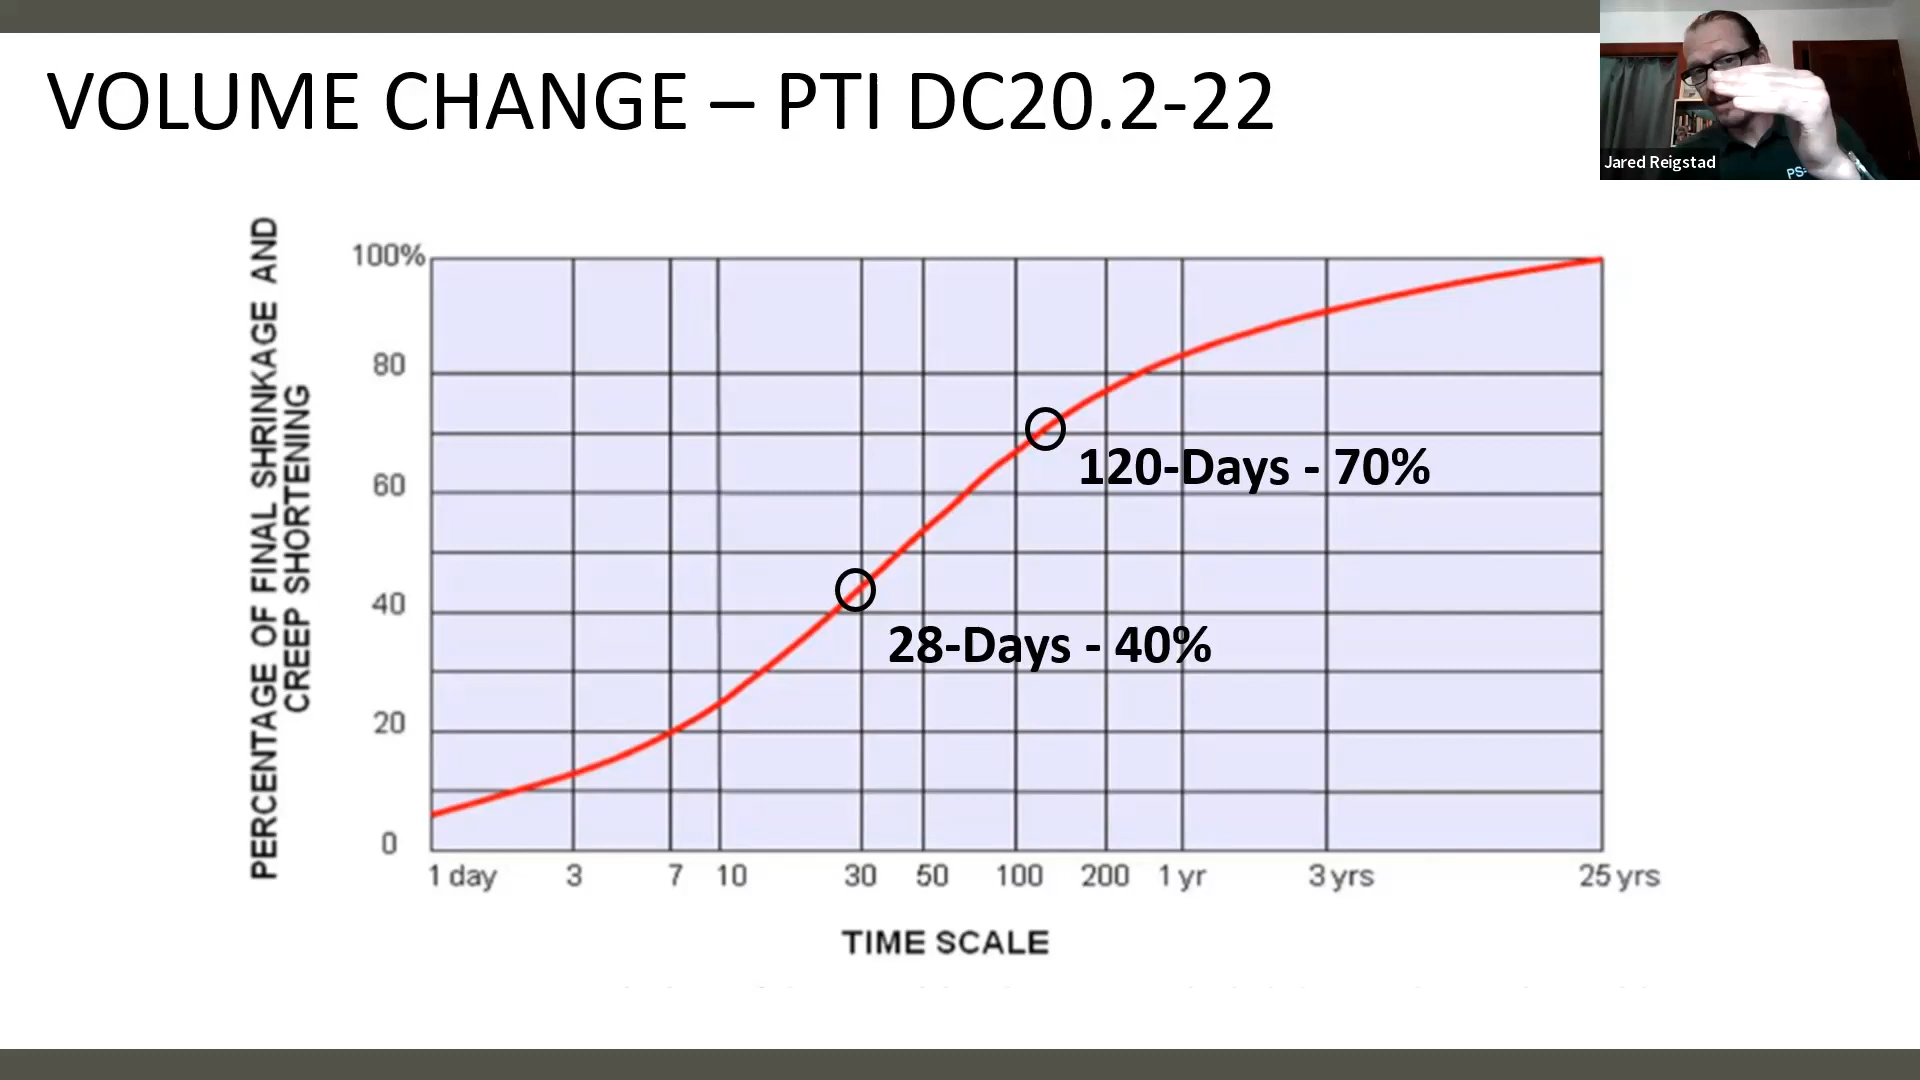 VOLUME CHANGE – PTI DC20.2-22
Jared Reigstad
PERCENTAGE OF FINAL SHRINKAGE AND
CREEP SHORTENING
100%
80
60
40
20
0
120-Days - 70%
28-Days - 40%
1 day 3 7 10 30 50 100 200 1 yr 3 yrs 25 yrs
TIME SCALE